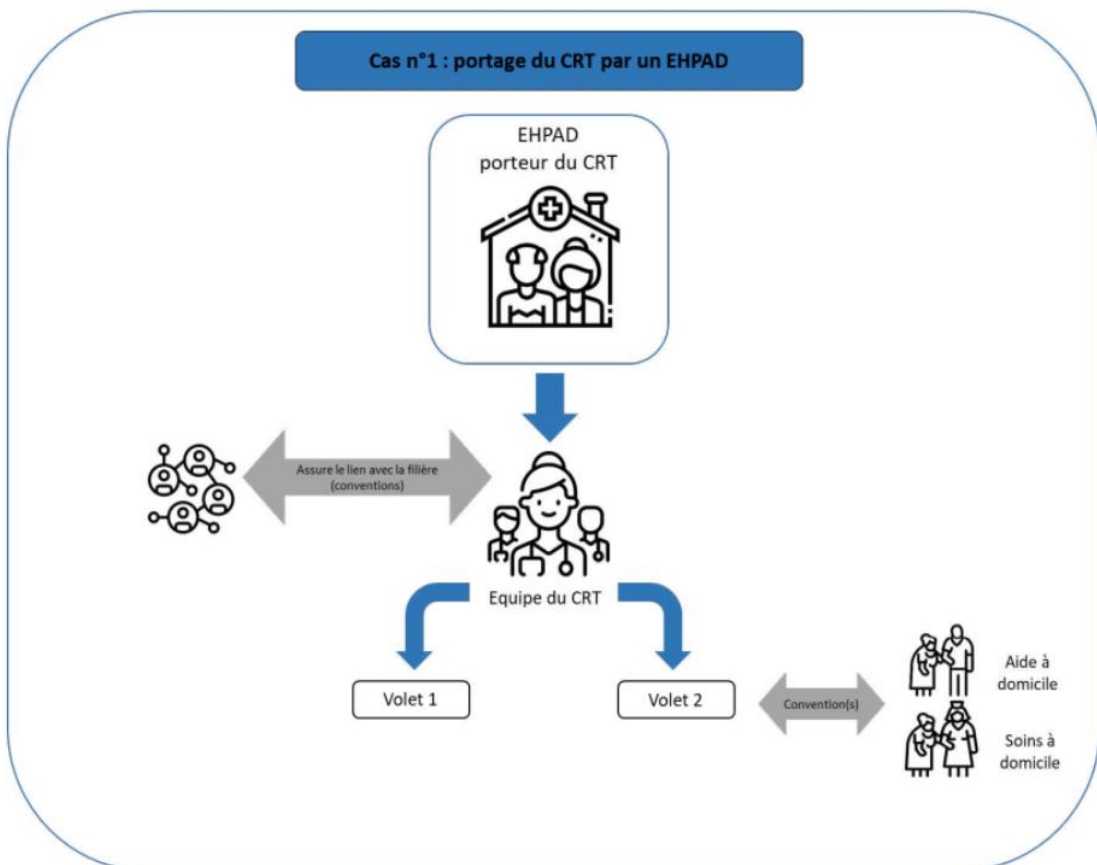 Cas n°1 : portage du CRT par un EHPAD
EHPAD
porteur du CRT
Assure le lien avec la filière
(conventions)
Equipe du CRT
Volet 1
Volet 2
Convention(s)
Aide à
domicile
Soins à
domicile